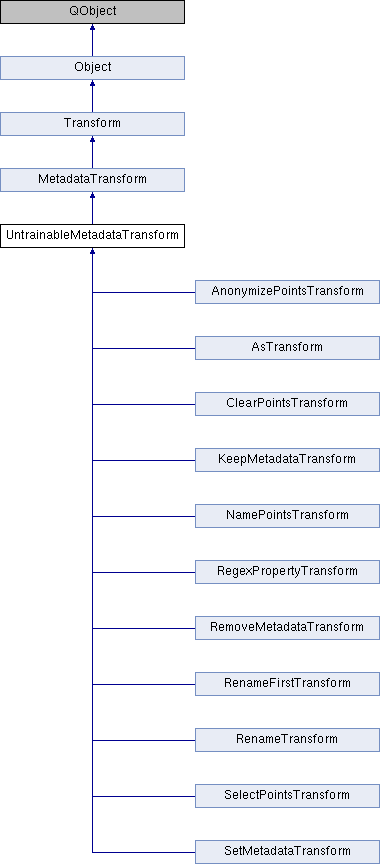 QObject
Object
Transform
MetadataTransform
UntrainableMetadataTransform
AnonymizePointsTransform
AsTransform
ClearPointsTransform
KeepMetadataTransform
NamePointsTransform
RegexPropertyTransform
RemoveMetadataTransform
RenameFirstTransform
RenameTransform
SelectPointsTransform
SetMetadataTransform